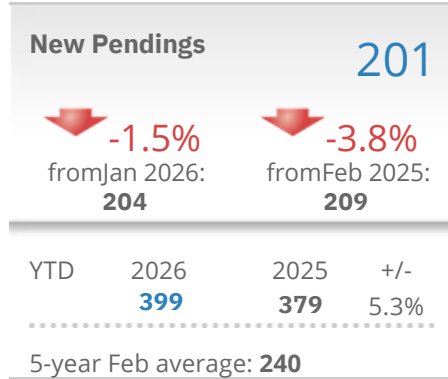 New Pendings
201
-1.5% -3.8%
fromJan 2026: fromFeb 2025:
204 209
YTD 2026 2025 +/-
399 379 5.3%
5-year Feb average: 240